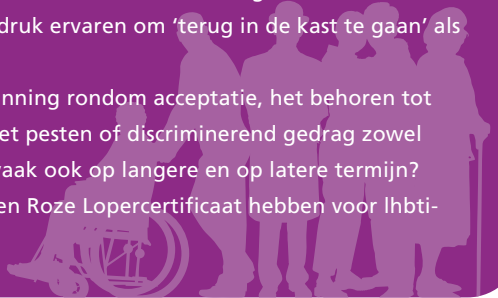 druk ervaren om ‘terug in de kast te gaan’ als
nning rondom acceptatie, het behoren tot
et pesten of discriminerend gedrag zowel
aak ook op langere en op latere termijn?
en Roze Lopercertificaat hebben voor lhbti-